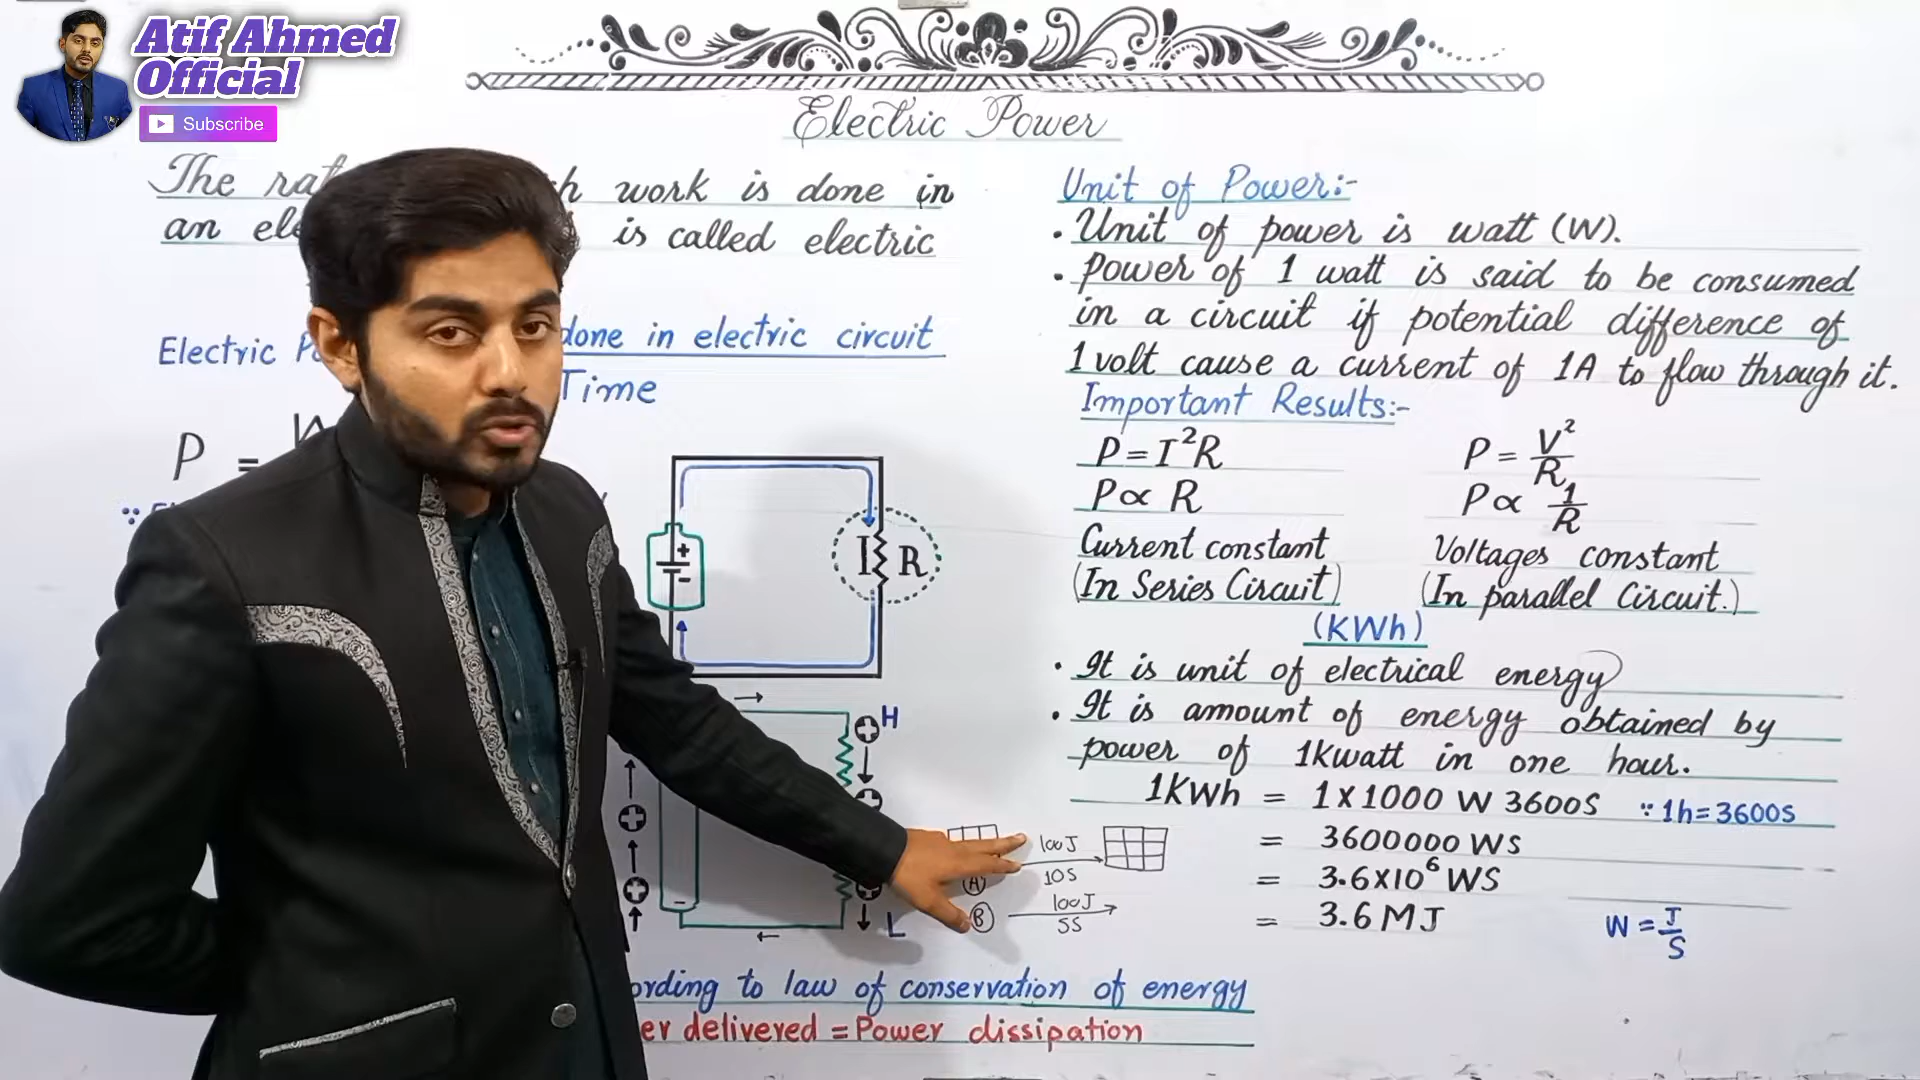 Atif Ahmed
Official
Subscribe
Electric Power
The work is done in
an is called electric
Electric done in electric circuit
Time
P =
I R
H
L
100J
10S
A
B 100J
5S
to law of conservation of energy
delivered = Power dissipation
Unit of Power:-
. Unit of power is watt (W).
. Power of 1 watt is said to be consumed
in a circuit if potential difference of
1 volt cause a current of 1A to flow through it.
Important Results:-
P = I²R P = V²/R
P ∝ R P ∝ 1/R
Current constant Voltages constant
(In Series Circuit) (In parallel Circuit.)
(KWh)
. It is unit of electrical energy
. It is amount of energy obtained by
power of 1Kwatt in one hour.
1KWh = 1 X 1000 W 3600S ∵ 1h = 3600S
= 3600000 WS
= 3.6X10⁶ WS
= 3.6 MJ W = J/S